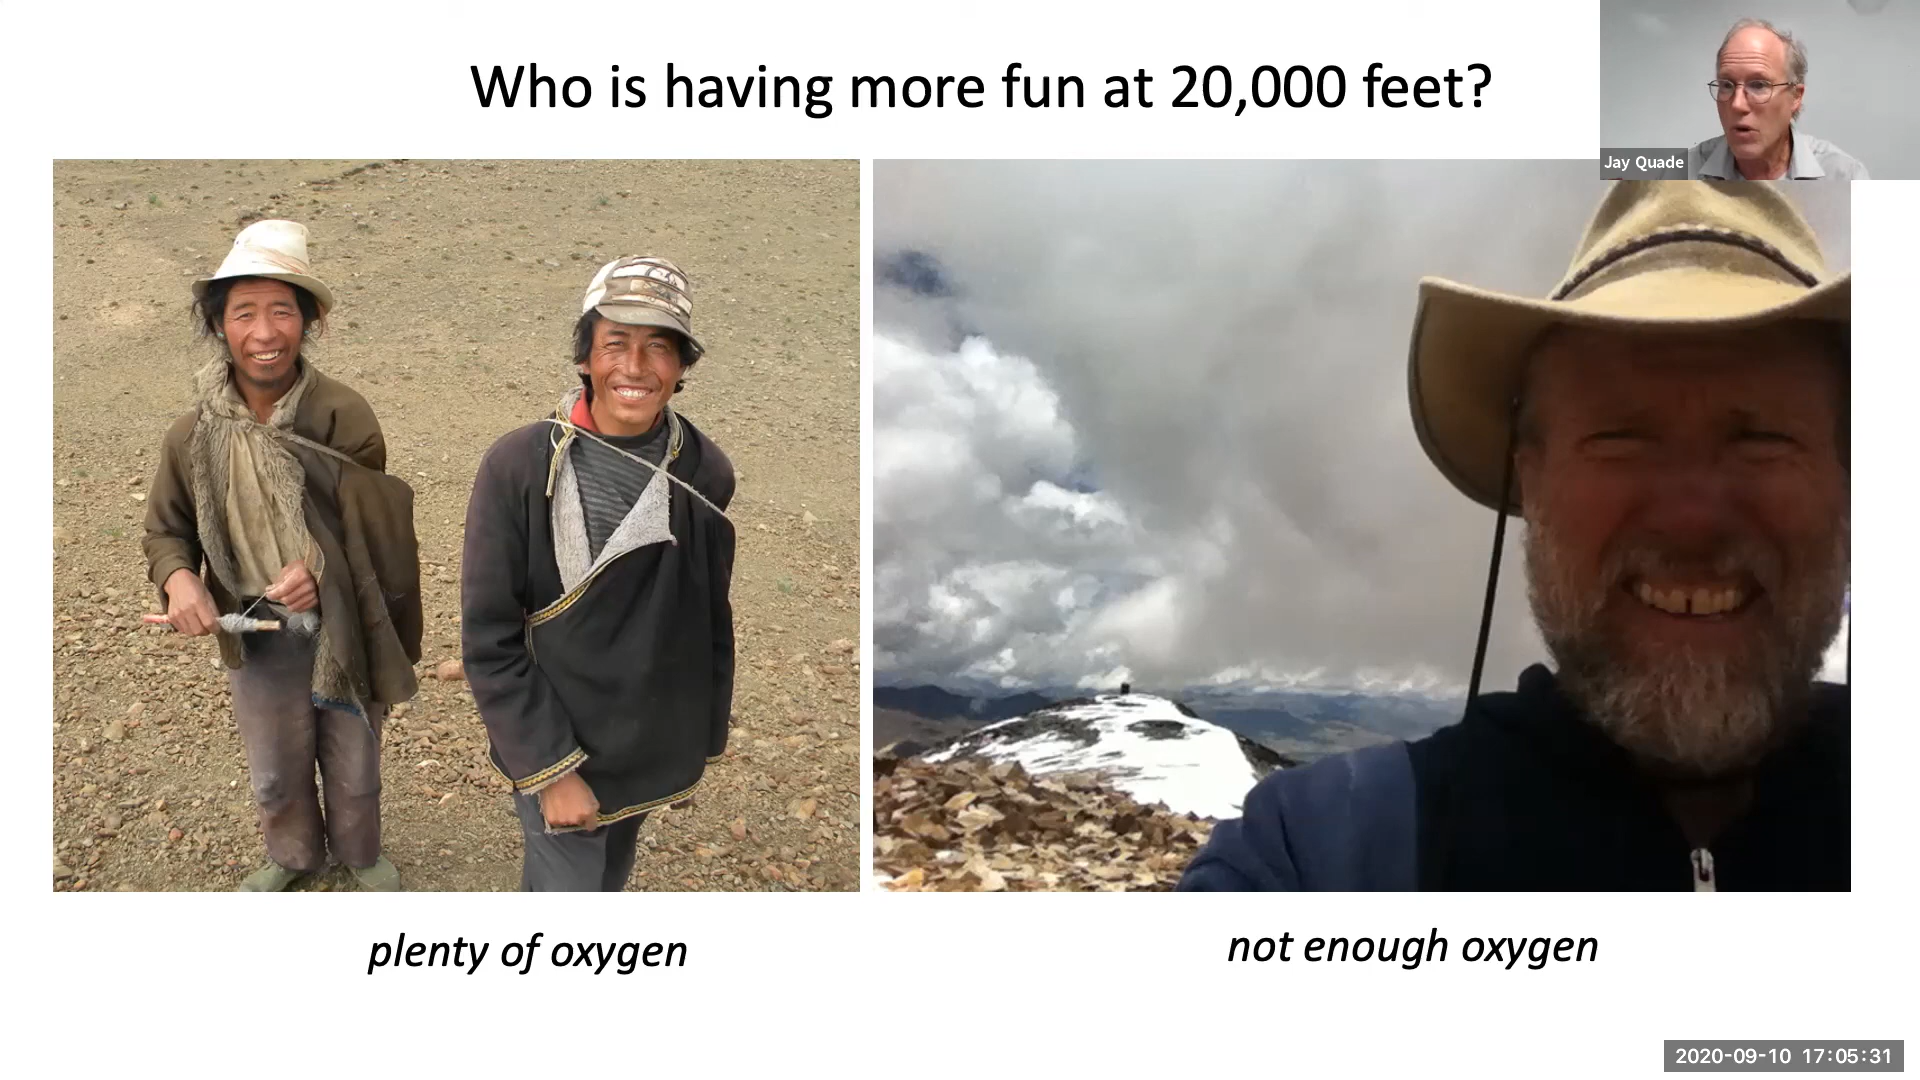 Who is having more fun at 20,000 feet?
Jay Quade
plenty of oxygen
not enough oxygen
2020-09-10 17:05:31